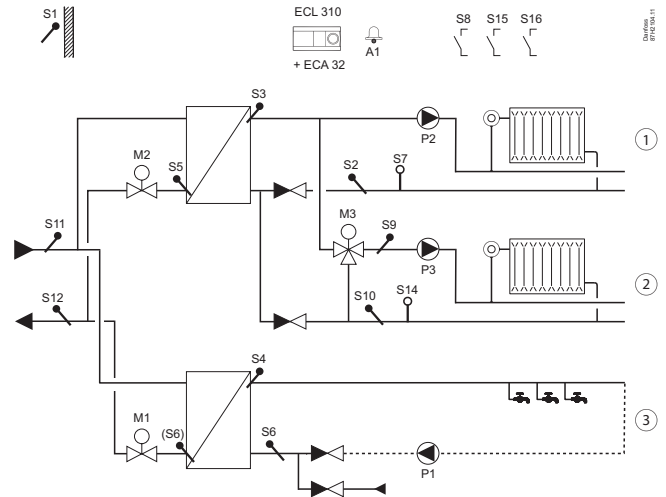 S1
ECL 310
+ ECA 32
A1
S8 S15 S16
Danfoss
87H2104.11
S3
P2
1
M2
S5
S2
S7
M3
S9
S11
P3
2
S12
S10
S14
S4
M1
(S6)
S6
3
P1